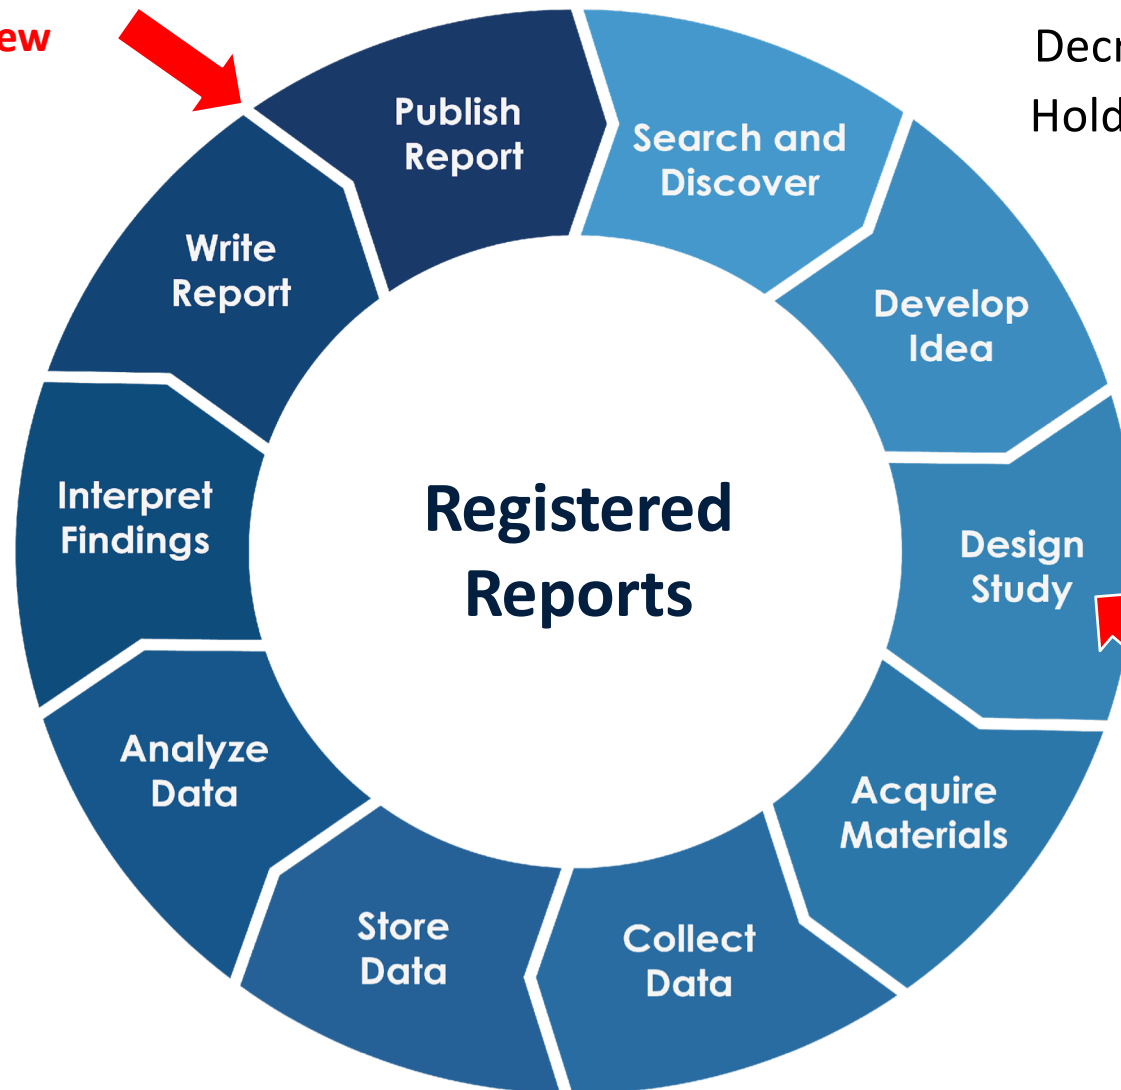 Publish
Report
Search and
Discover
Develop
Idea
Design
Study
Acquire
Materials
Collect
Data
Store
Data
Analyze
Data
Interpret
Findings
Write
Report
Registered
Reports